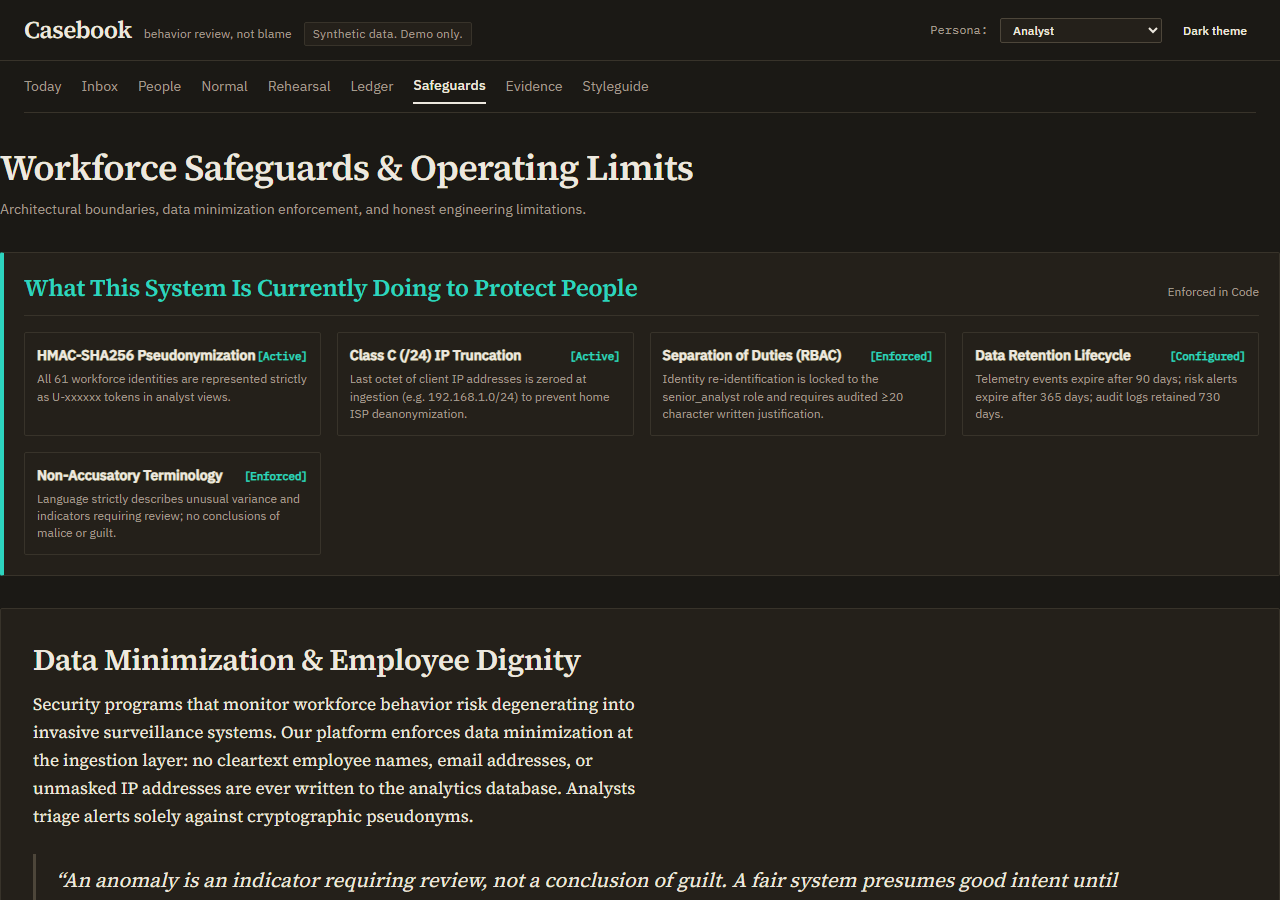 Casebook behavior review, not blame Synthetic data. Demo only. Persona: Analyst Dark theme
Today Inbox People Normal Rehearsal Ledger Safeguards Evidence Styleguide
Workforce Safeguards & Operating Limits
Architectural boundaries, data minimization enforcement, and honest engineering limitations.
What This System Is Currently Doing to Protect People
Enforced in Code
HMAC-SHA256 Pseudonymization [Active]
All 61 workforce identities are represented strictly
as U-xxxxxx tokens in analyst views.
Class C (/24) IP Truncation [Active]
Last octet of client IP addresses is zeroed at
ingestion (e.g. 192.168.1.0/24) to prevent home
ISP deanonymization.
Separation of Duties (RBAC) [Enforced]
Identity re-identification is locked to the
senior_analyst role and requires audited ≥20
character written justification.
Data Retention Lifecycle [Configured]
Telemetry events expire after 90 days; risk alerts
expire after 365 days; audit logs retained 730
days.
Non-Accusatory Terminology [Enforced]
Language strictly describes unusual variance and
indicators requiring review; no conclusions of
malice or guilt.
Data Minimization & Employee Dignity
Security programs that monitor workforce behavior risk degenerating into
invasive surveillance systems. Our platform enforces data minimization at
the ingestion layer: no cleartext employee names, email addresses, or
unmasked IP addresses are ever written to the analytics database. Analysts
triage alerts solely against cryptographic pseudonyms.
“An anomaly is an indicator requiring review, not a conclusion of guilt. A fair system presumes good intent until